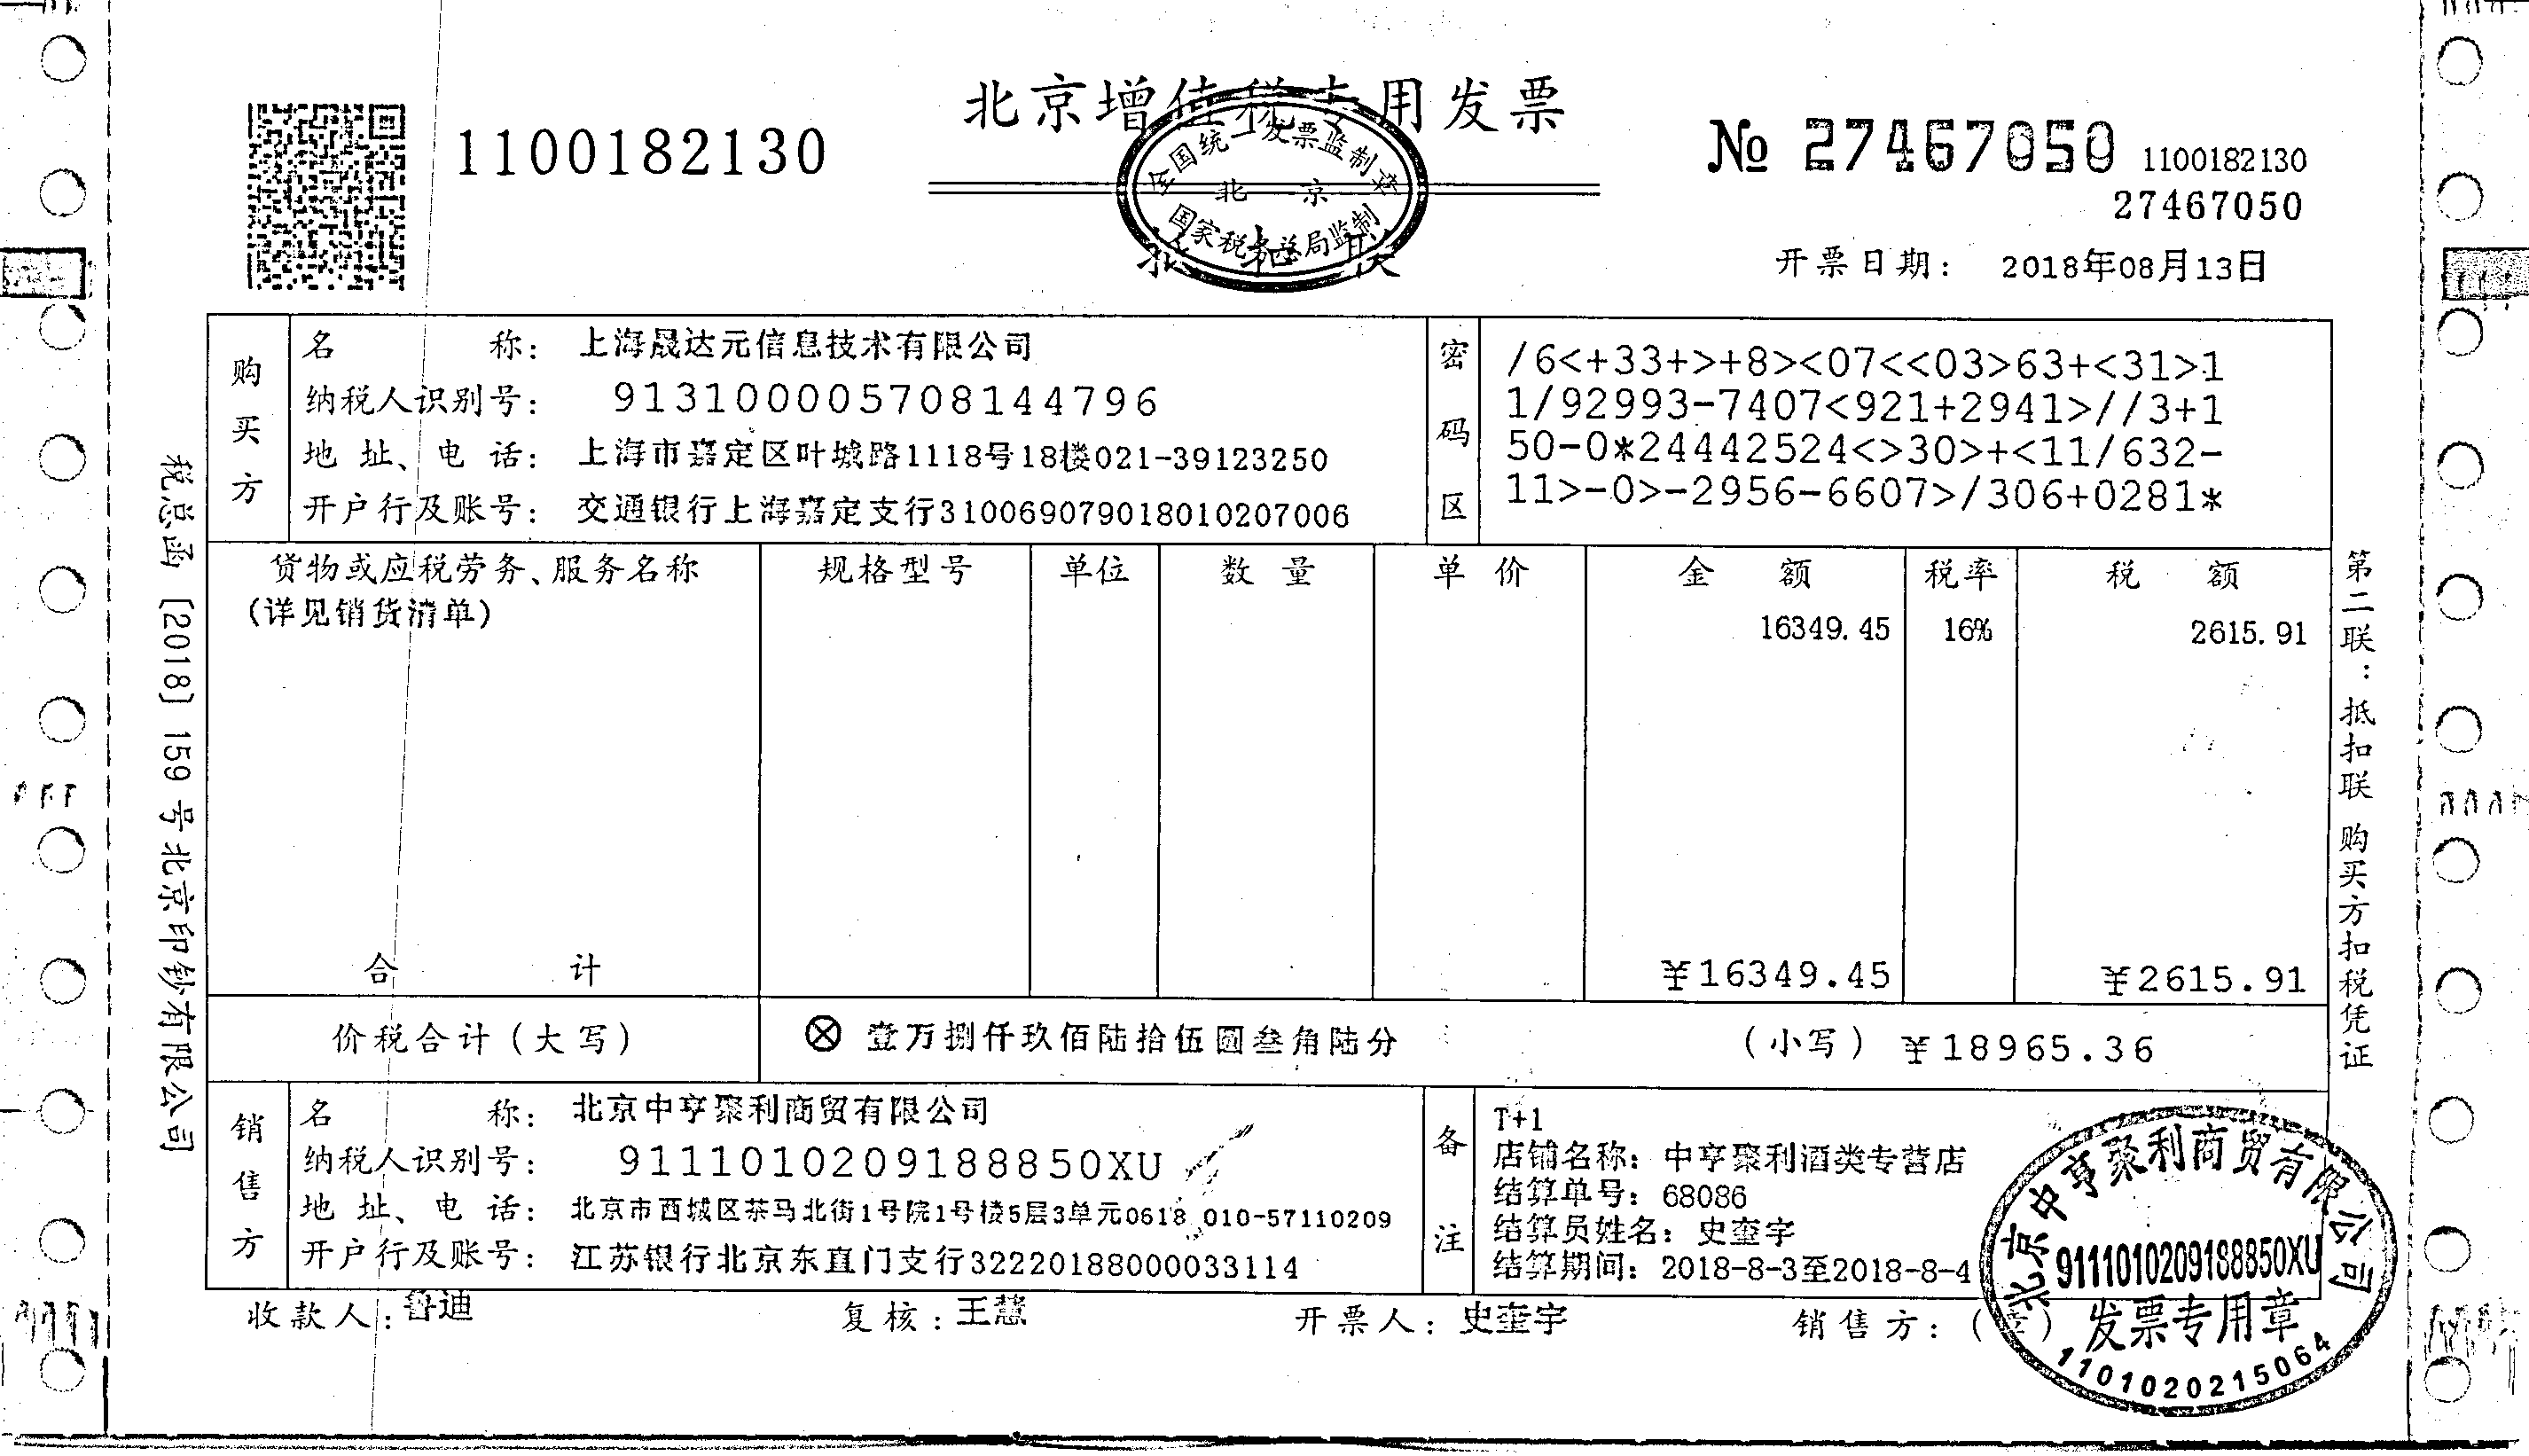 北京增值税专用发票
1100182130
№ 27467050 1100182130
27467050
全国统一发票监制章
北 京
国家税务总局监制
抵 扣 联
开票日期： 2018年08月13日
购买方
名 称： 上海晟达元信息技术有限公司
纳税人识别号： 913100005708144796
地 址、电 话： 上海市嘉定区叶城路1118号18楼021-39123250
开户行及账号： 交通银行上海嘉定支行310069079018010207006
密码区
/6<+33+>+8><07<<03>63+<31>1
1/92993-7407<921+2941>//3+1
50-0*24442524<>30>+<11/632-
11>-0>-2956-6607>/306+0281*
货物或应税劳务、服务名称 规格型号 单位 数 量 单 价 金 额 税率 税 额
(详见销货清单) 16349.45 16% 2615.91
合 计 ¥16349.45 ¥2615.91
价税合计（大写） ⊗ 壹万捌仟玖佰陆拾伍圆叁角陆分 （小写） ¥18965.36
销售方
名 称： 北京中亨聚利商贸有限公司
纳税人识别号： 9111010209188850XU
地 址、电 话： 北京市西城区茶马北街1号院1号楼5层3单元0618 010-57110209
开户行及账号： 江苏银行北京东直门支行32220188000033114
备注
T+1
店铺名称：中亨聚利酒类专营店
结算单号：68086
结算员姓名：史奎宇
结算期间：2018-8-3至2018-8-4
收款人：鲁迪 复核：王慧 开票人：史奎宇 销售方：（章）
北京中亨聚利商贸有限公司
9111010209188850XU
发票专用章
1101020215064
税总函［2018］159号北京印钞有限公司
第二联：抵扣联 购买方扣税凭证